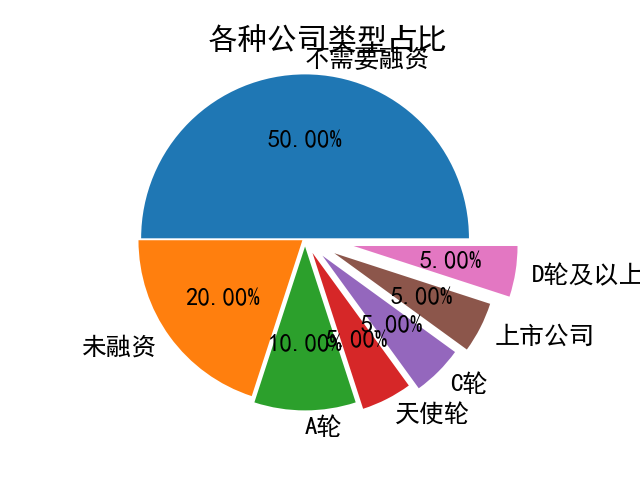 各种公司类型占比
不需要融资
50.00%
20.00%
未融资
10.00%
A轮
5.00%
天使轮
5.00%
C轮
5.00%
上市公司
5.00%
D轮及以上